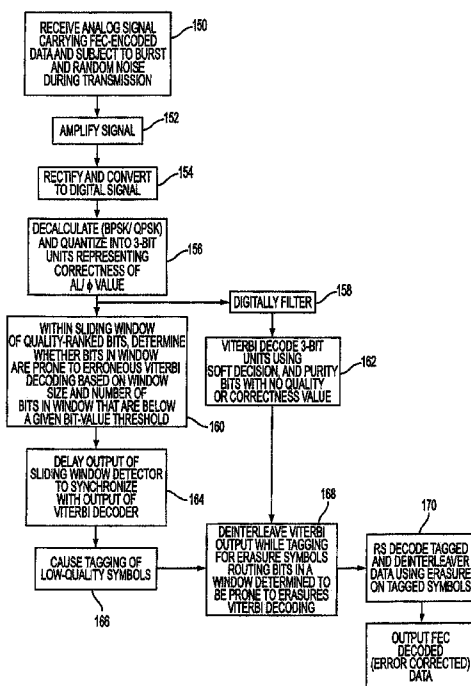 RECEIVE ANALOG SIGNAL
CARRYING FEC-ENCODED
DATA AND SUBJECT TO BURST
AND RANDOM NOISE
DURING TRANSMISSION
150
AMPLIFY SIGNAL
152
RECTIFY AND CONVERT
TO DIGITAL SIGNAL
154
DECALCULATE (BPSK/ QPSK)
AND QUANTIZE INTO 3-BIT
UNITS REPRESENTING
CORRECTNESS OF
AL/ ϕ VALUE
156
DIGITALLY FILTER
158
WITHIN SLIDING WINDOW
OF QUALITY-RANKED BITS, DETERMINE
WHETHER BITS IN WINDOW
ARE PRONE TO ERRONEOUS VITERBI
DECODING BASED ON WINDOW
SIZE AND NUMBER OF
BITS IN WINDOW THAT ARE BELOW
A GIVEN BIT-VALUE THRESHOLD
160
VITERBI DECODE 3-BIT
UNITS USING
SOFT DECISION, AND PURITY
BITS WITH NO QUALITY
OR CORRECTNESS VALUE
162
DELAY OUTPUT OF
SLIDING WINDOW DETECTOR
TO SYNCHRONIZE
WITH OUTPUT OF
VITERBI DECODER
164
CAUSE TAGGING OF
LOW-QUALITY SYMBOLS
166
DEINTERLEAVE VITERBI
OUTPUT WHILE TAGGING
FOR ERASURE SYMBOLS
ROUTING BITS IN A
WINDOW DETERMINED TO
BE PRONE TO ERASURES
VITERBI DECODING
168
RS DECODE TAGGED
AND DEINTERLEAVER
DATA USING ERASURE
ON TAGGED SYMBOLS
170
OUTPUT FEC
DECODED
(ERROR CORRECTED)
DATA